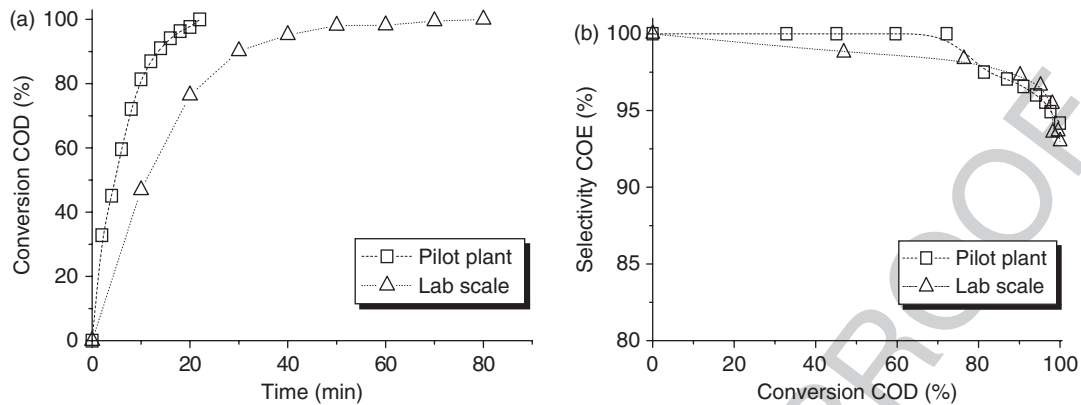 (a)
100
80
60
40
20
0
Conversion COD (%)
Pilot plant
Lab scale
0 20 40 60 80
Time (min)
(b)
100
95
90
85
80
Selectivity COE (%)
Pilot plant
Lab scale
0 20 40 60 80 100
Conversion COD (%)
PROOF